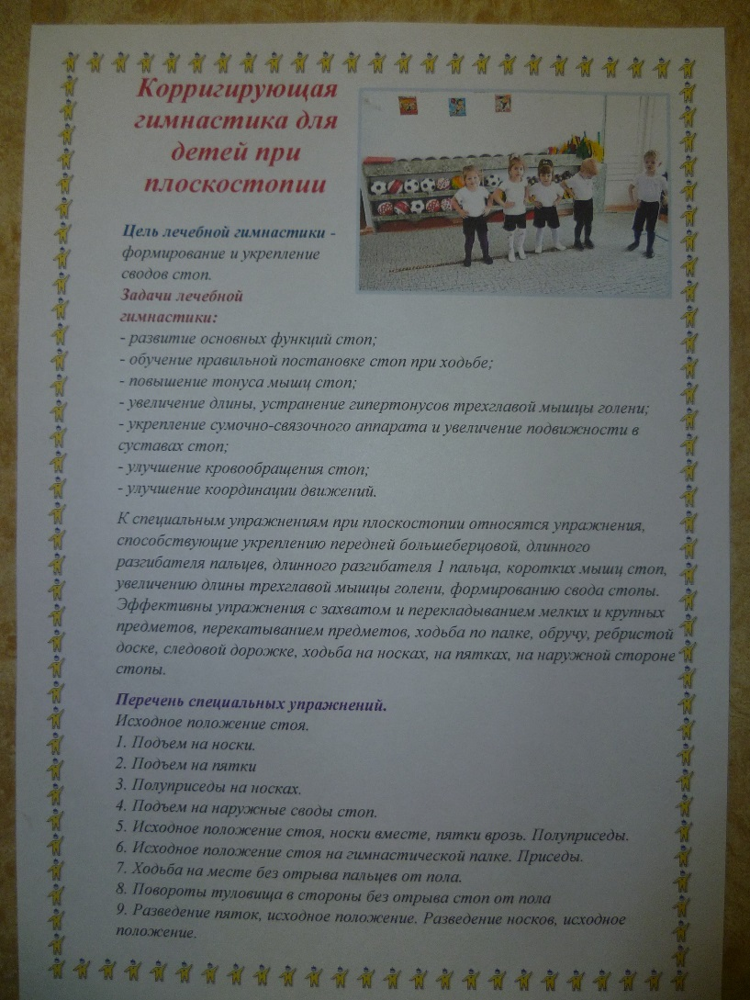 Корригирующая
гимнастика для
детей при
плоскостопии
Цель лечебной гимнастики -
формирование и укрепление
сводов стоп.
Задачи лечебной
гимнастики:
- развитие основных функций стоп;
- обучение правильной постановке стоп при ходьбе;
- повышение тонуса мышц стоп;
- увеличение длины, устранение гипертонусов трехглавой мышцы голени;
- укрепление сумочно-связочного аппарата и увеличение подвижности в
суставах стоп;
- улучшение кровообращения стоп;
- улучшение координации движений.
К специальным упражнениям при плоскостопии относятся упражнения,
способствующие укреплению передней большеберцовой, длинного
разгибателя пальцев, длинного разгибателя 1 пальца, коротких мышц стоп,
увеличению длины трехглавой мышцы голени, формированию свода стопы.
Эффективны упражнения с захватом и перекладыванием мелких и крупных
предметов, перекатыванием предметов, ходьба по палке, обручу, ребристой
доске, следовой дорожке, ходьба на носках, на пятках, на наружной стороне
стопы.
Перечень специальных упражнений.
Исходное положение стоя.
1. Подъем на носки.
2. Подъем на пятки
3. Полуприседы на носках.
4. Подъем на наружные своды стоп.
5. Исходное положение стоя, носки вместе, пятки врозь. Полуприседы.
6. Исходное положение стоя на гимнастической палке. Приседы.
7. Ходьба на месте без отрыва пальцев от пола.
8. Повороты туловища в стороны без отрыва стоп от пола
9. Разведение пяток, исходное положение. Разведение носков, исходное
положение.